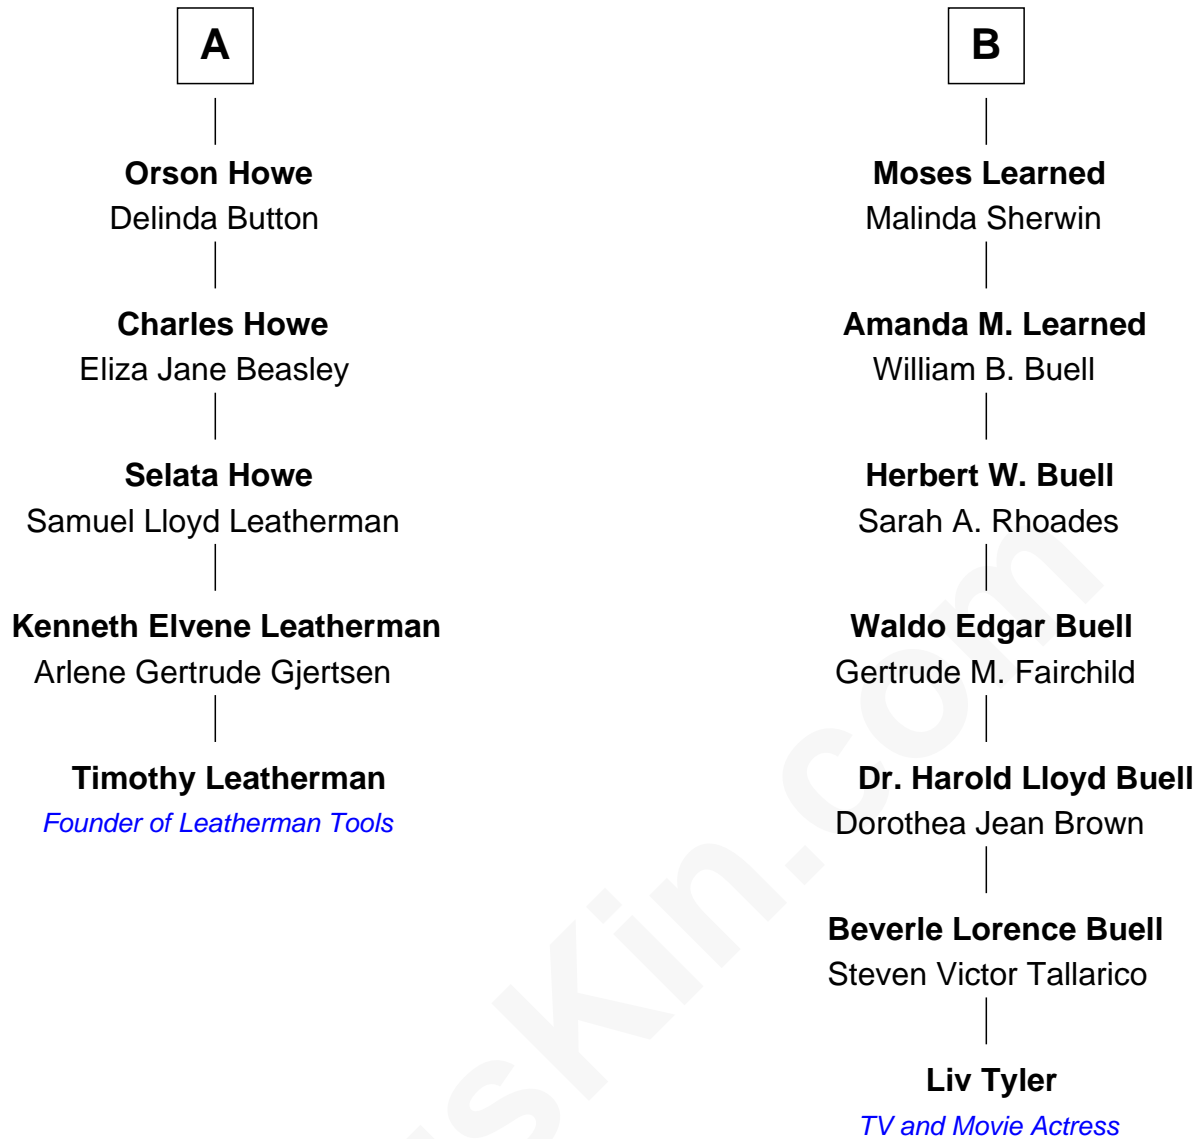 A
Orson Howe
Delinda Button
Charles Howe
Eliza Jane Beasley
Selata Howe
Samuel Lloyd Leatherman
Kenneth Elvene Leatherman
Arlene Gertrude Gjertsen
Timothy Leatherman
Founder of Leatherman Tools
B
Moses Learned
Malinda Sherwin
Amanda M. Learned
William B. Buell
Herbert W. Buell
Sarah A. Rhoades
Waldo Edgar Buell
Gertrude M. Fairchild
Dr. Harold Lloyd Buell
Dorothea Jean Brown
Beverle Lorence Buell
Steven Victor Tallarico
Liv Tyler
TV and Movie Actress